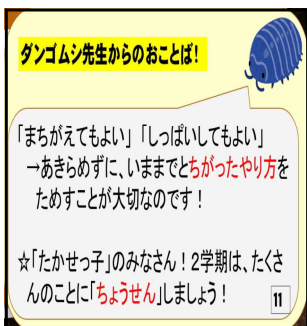 ダンゴムシ先生からのおことば!
「まちがえてもよい」「しっぱいしてもよい」
→あきらめずに、いままでとちがったやり方を
ためすことが大切なのです!
☆「たかせっ子」のみなさん!2学期は、たくさ
んのことに「ちょうせん」しましょう!
11